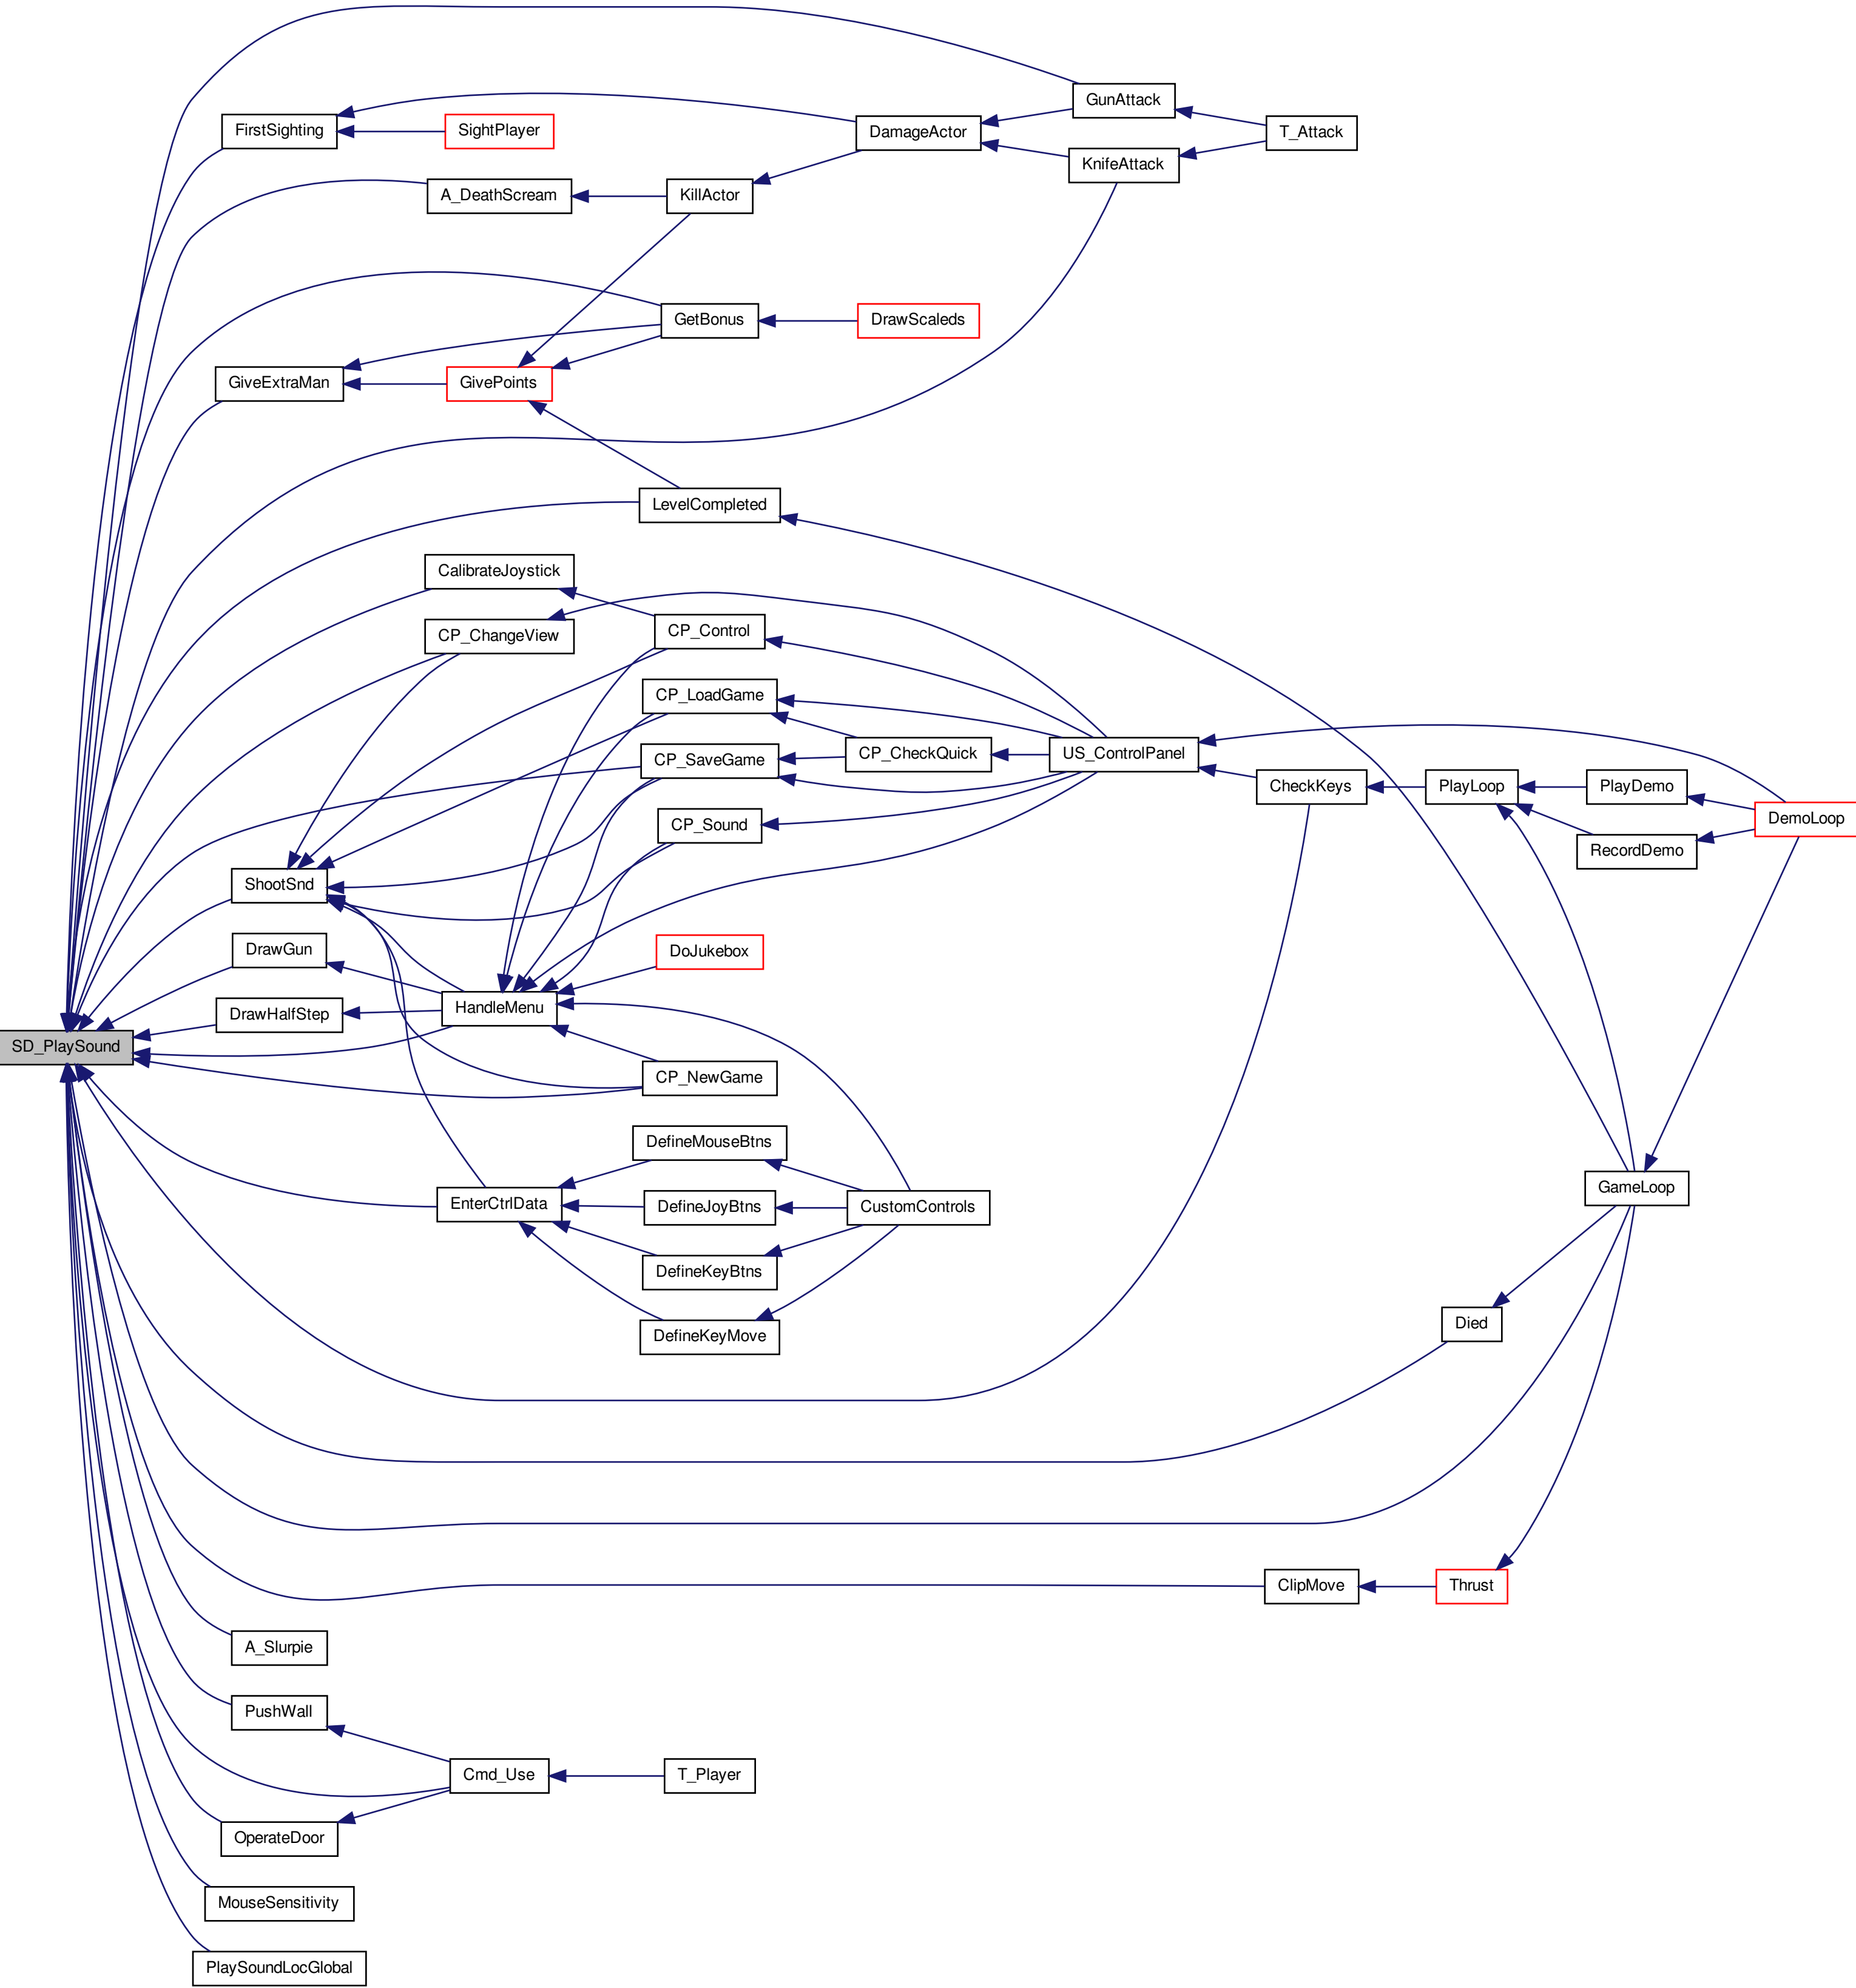 GunAttack
FirstSighting
SightPlayer
DamageActor
T_Attack
KnifeAttack
A_DeathScream
KillActor
GetBonus
DrawScaleds
GiveExtraMan
GivePoints
LevelCompleted
CalibrateJoystick
CP_ChangeView
CP_Control
CP_LoadGame
CP_SaveGame
CP_CheckQuick
US_ControlPanel
CheckKeys
PlayLoop
PlayDemo
DemoLoop
CP_Sound
RecordDemo
ShootSnd
DrawGun
DoJukebox
DrawHalfStep
HandleMenu
SD_PlaySound
CP_NewGame
DefineMouseBtns
EnterCtrlData
DefineJoyBtns
CustomControls
GameLoop
DefineKeyBtns
DefineKeyMove
Died
ClipMove
Thrust
A_Slurpie
PushWall
Cmd_Use
T_Player
OperateDoor
MouseSensitivity
PlaySoundLocGlobal